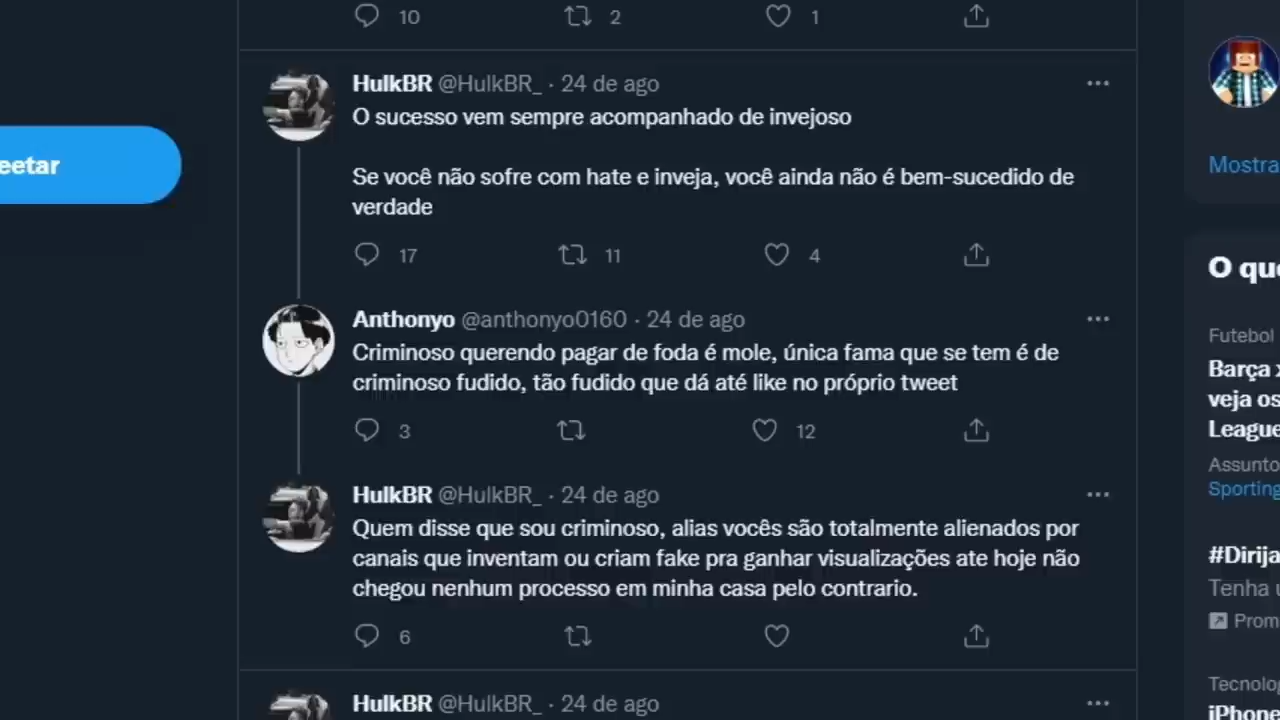 10 2 1
HulkBR @HulkBR_ · 24 de ago
O sucesso vem sempre acompanhado de invejoso
Se você não sofre com hate e inveja, você ainda não é bem-sucedido de
verdade
17 11 4
Anthonyo @anthonyo0160 · 24 de ago
Criminoso querendo pagar de foda é mole, única fama que se tem é de
criminoso fudido, tão fudido que dá até like no próprio tweet
3 12
HulkBR @HulkBR_ · 24 de ago
Quem disse que sou criminoso, alias vocês são totalmente alienados por
canais que inventam ou criam fake pra ganhar visualizações ate hoje não
chegou nenhum processo em minha casa pelo contrario.
6
HulkBR @HulkBR_ · 24 de ago
eetar
Mostra
O que
Futebol
Barça x
veja os
League
Assunto
Sporting
#Dirija
Tenha u
Prom
Tecnolog
iPhone